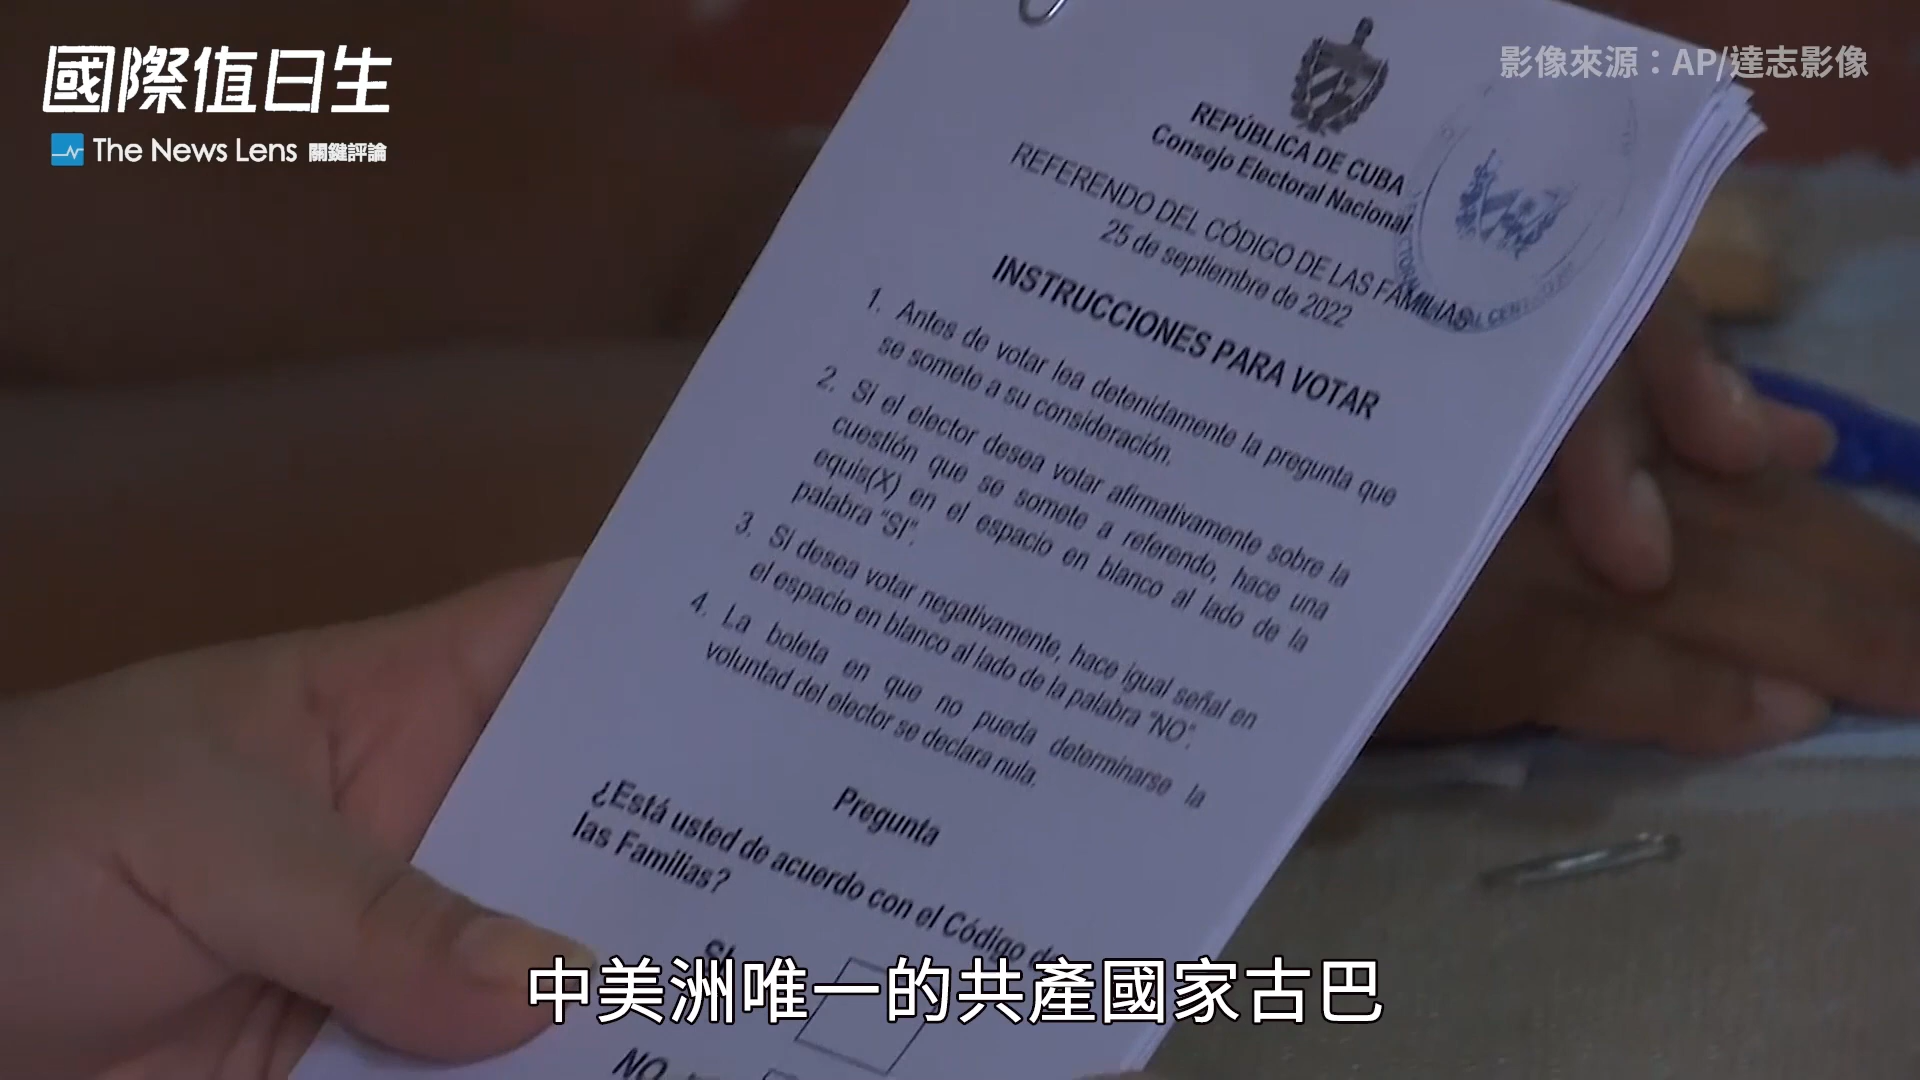 國際值日生
The News Lens 關鍵評論
影像來源：AP/達志影像
REPÚBLICA DE CUBA
Consejo Electoral Nacional
REFERENDO DEL CÓDIGO DE LAS FAMILIAS
25 de septiembre de 2022
INSTRUCCIONES PARA VOTAR
1. Antes de votar lea detenidamente la pregunta que
se somete a su consideración.
2. Si el elector desea votar afirmativamente sobre la
cuestión que se somete a referendo, hace una
equis(X) en el espacio en blanco al lado de la
palabra "SI".
3. Si desea votar negativamente, hace igual señal en
el espacio en blanco al lado de la palabra "NO".
4. La boleta en que no pueda determinarse la
voluntad del elector se declara nula.
Pregunta
¿Está usted de acuerdo con el Código de
las Familias?
SI
NO
中美洲唯一的共產國家古巴